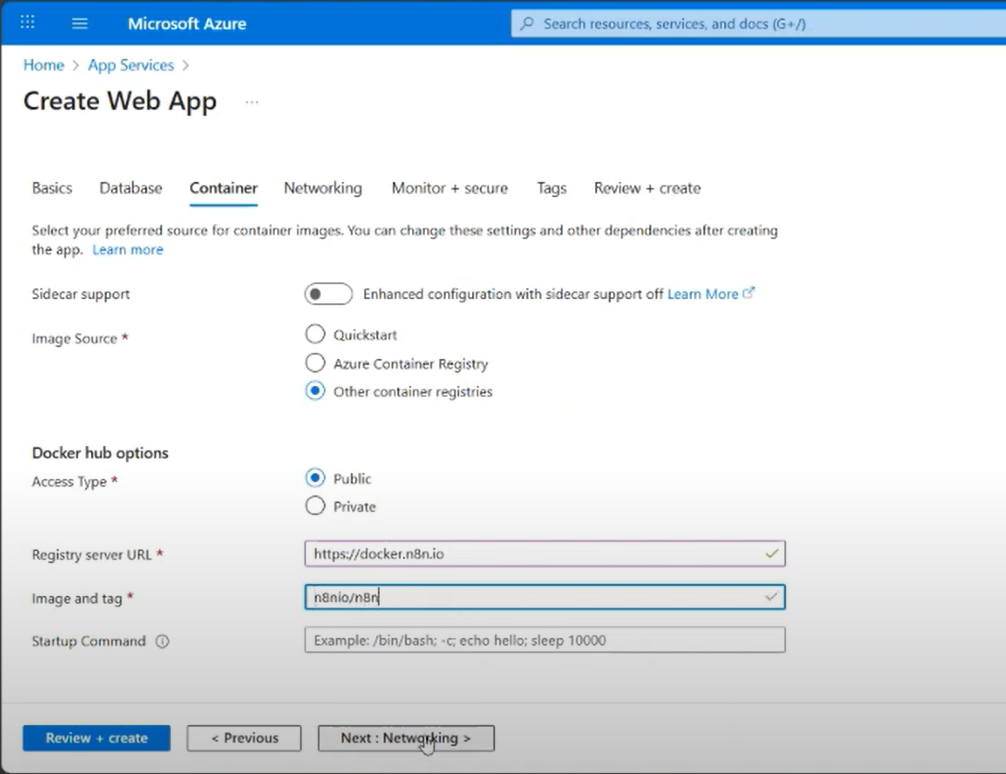 Microsoft Azure
Search resources, services, and docs (G+/)
Home > App Services >
Create Web App ...
Basics Database Container Networking Monitor + secure Tags Review + create
Select your preferred source for container images. You can change these settings and other dependencies after creating
the app. Learn more
Sidecar support Enhanced configuration with sidecar support off Learn More
Image Source * Quickstart
Azure Container Registry
Other container registries
Docker hub options
Access Type * Public
Private
Registry server URL * https://docker.n8n.io
Image and tag * n8nio/n8n
Startup Command Example: /bin/bash; -c; echo hello; sleep 10000
Review + create < Previous Next : Networking >